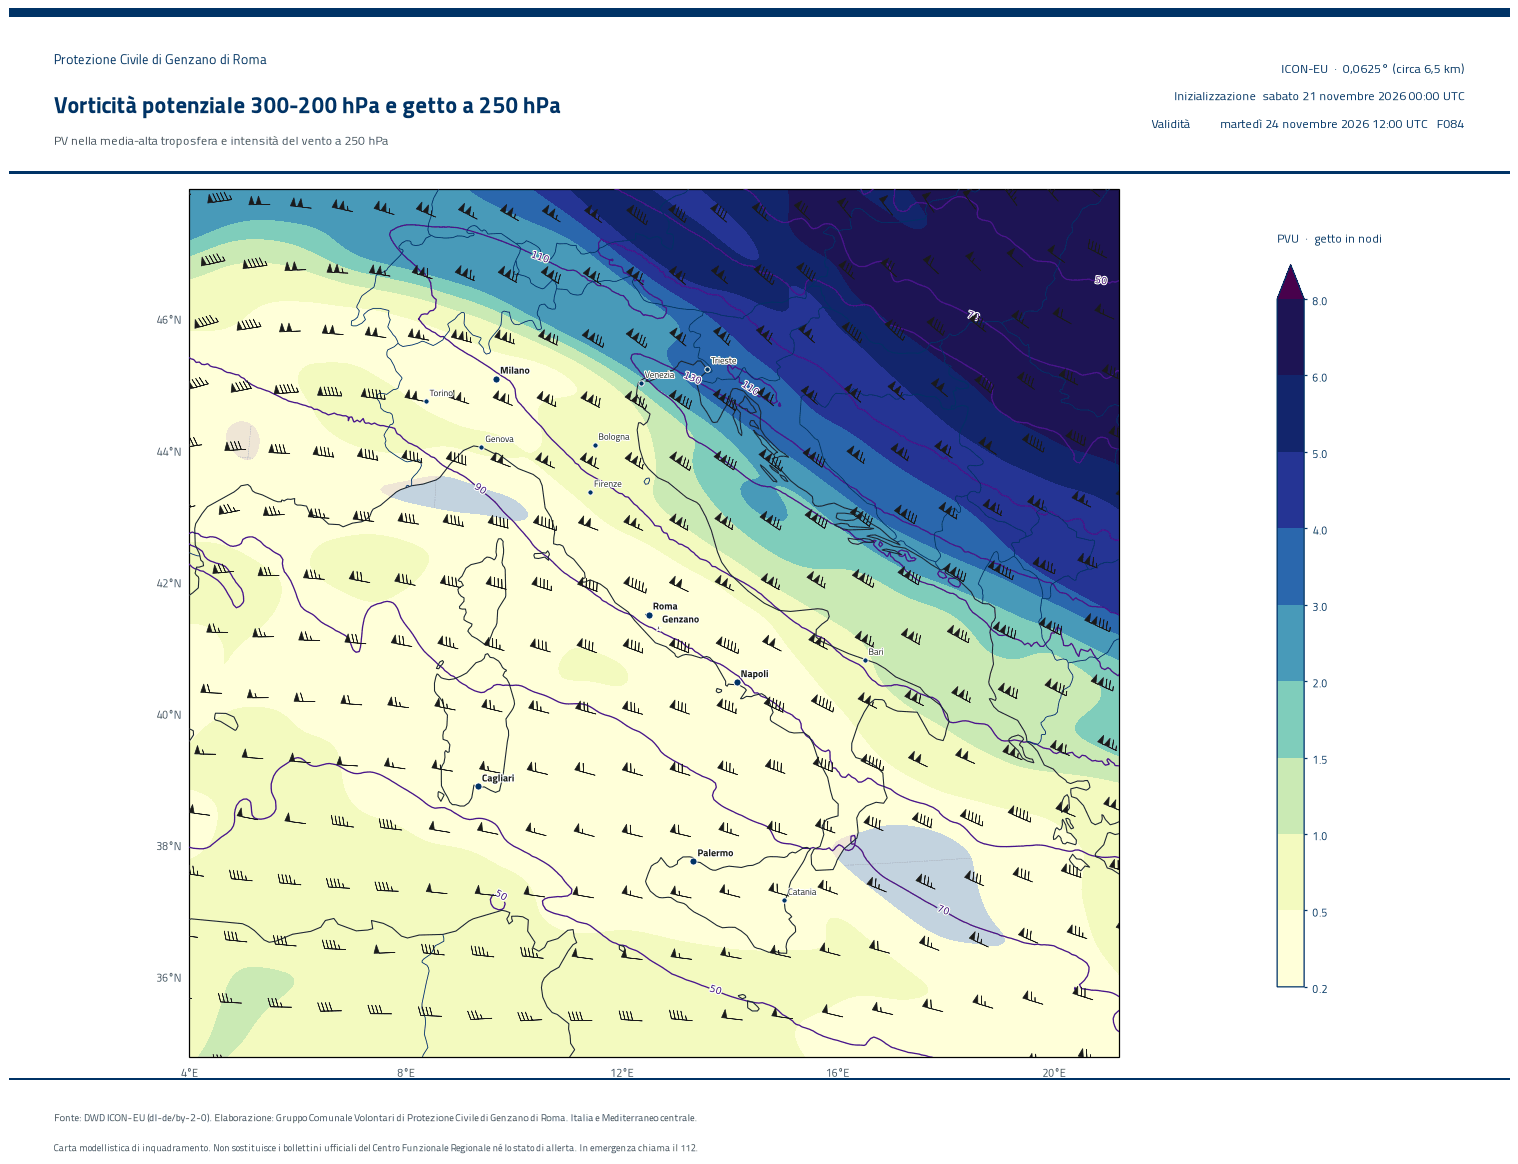 Protezione Civile di Genzano di Roma
Vorticità potenziale 300-200 hPa e getto a 250 hPa
PV nella media-alta troposfera e intensità del vento a 250 hPa
ICON-EU · 0,0625° (circa 6,5 km)
Inizializzazione sabato 21 novembre 2026 00:00 UTC
Validità martedì 24 novembre 2026 12:00 UTC F084
PVU · getto in nodi
8.0
6.0
5.0
4.0
3.0
2.0
1.5
1.0
0.5
0.2
46°N
44°N
42°N
40°N
38°N
36°N
4°E
8°E
12°E
16°E
20°E
110
50
130
110
90
70
50
50
Milano
Torino
Venezia
Trieste
Genova
Bologna
Firenze
Roma
Genzano
Napoli
Bari
Cagliari
Palermo
Catania
Fonte: DWD ICON-EU (dl-de/by-2-0). Elaborazione: Gruppo Comunale Volontari di Protezione Civile di Genzano di Roma. Italia e Mediterraneo centrale.
Carta modellistica di inquadramento. Non sostituisce i bollettini ufficiali del Centro Funzionale Regionale né lo stato di allerta. In emergenza chiama il 112.